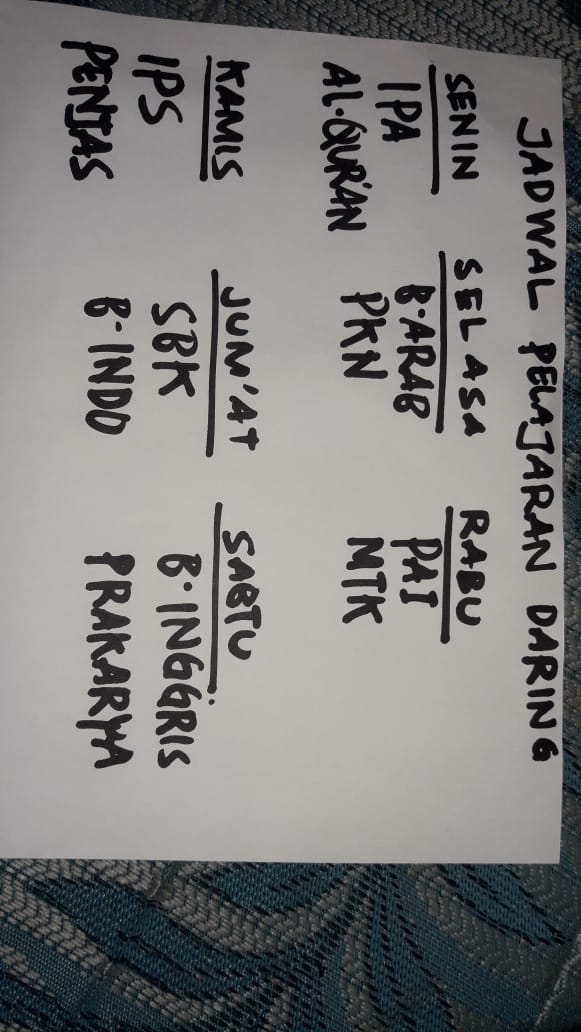 JADWAL PELAJARAN DARING
SENIN
IPA
AL-QUR'AN
SELASA
B.ARAB
PKN
RABU
PAI
MTK
KAMIS
IPS
PENJAS
JUM'AT
SBK
B.INDO
SABTU
B.INGGRIS
PRAKARYA